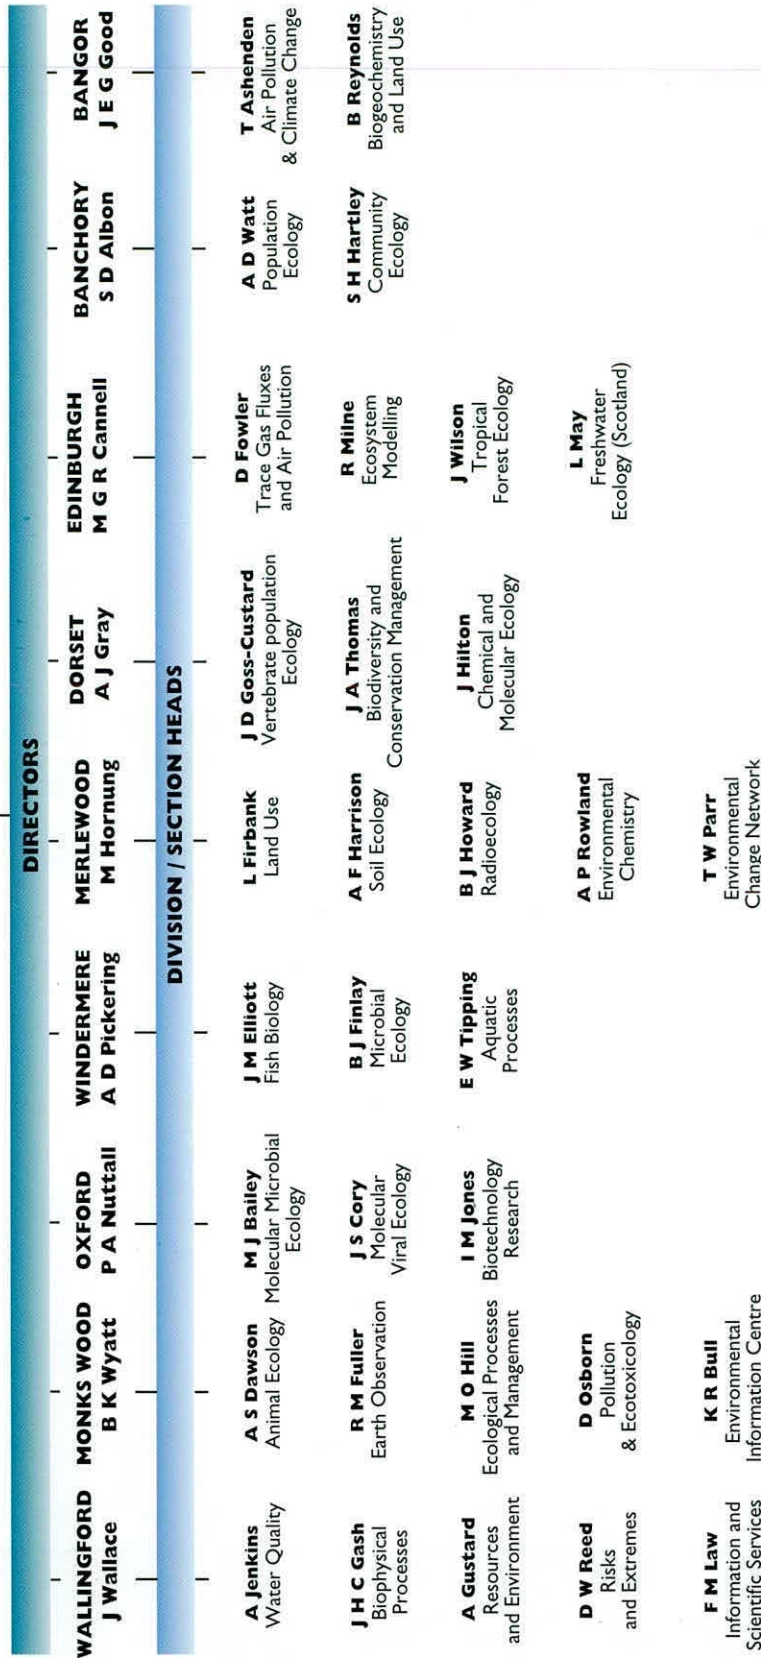 DIRECTORS
WALLINGFORD
J Wallace
MONKS WOOD
B K Wyatt
OXFORD
P A Nuttall
WINDERMERE
A D Pickering
MERLEWOOD
M Hornung
DORSET
A J Gray
EDINBURGH
M G R Cannell
BANCHORY
S D Albon
BANGOR
J E G Good
DIVISION / SECTION HEADS
A Jenkins
Water Quality
J H C Gash
Biophysical
Processes
A Gustard
Resources
and Environment
D W Reed
Risks
and Extremes
F M Law
Information and
Scientific Services
A S Dawson
Animal Ecology
R M Fuller
Earth Observation
M O Hill
Ecological Processes
and Management
D Osborn
Pollution
& Ecotoxicology
K R Bull
Environmental
Information Centre
M J Bailey
Molecular Microbial
Ecology
J S Cory
Molecular
Viral Ecology
I M Jones
Biotechnology
Research
J M Elliott
Fish Biology
B J Finlay
Microbial
Ecology
E W Tipping
Aquatic
Processes
L Firbank
Land Use
A F Harrison
Soil Ecology
B J Howard
Radioecology
A P Rowland
Environmental
Chemistry
T W Parr
Environmental
Change Network
J D Goss-Custard
Vertebrate population
Ecology
J A Thomas
Biodiversity and
Conservation Management
J Hilton
Chemical and
Molecular Ecology
D Fowler
Trace Gas Fluxes
and Air Pollution
R Milne
Ecosystem
Modelling
J Wilson
Tropical
Forest Ecology
L May
Freshwater
Ecology (Scotland)
A D Watt
Population
Ecology
S H Hartley
Community
Ecology
T Ashenden
Air Pollution
& Climate Change
B Reynolds
Biogeochemistry
and Land Use